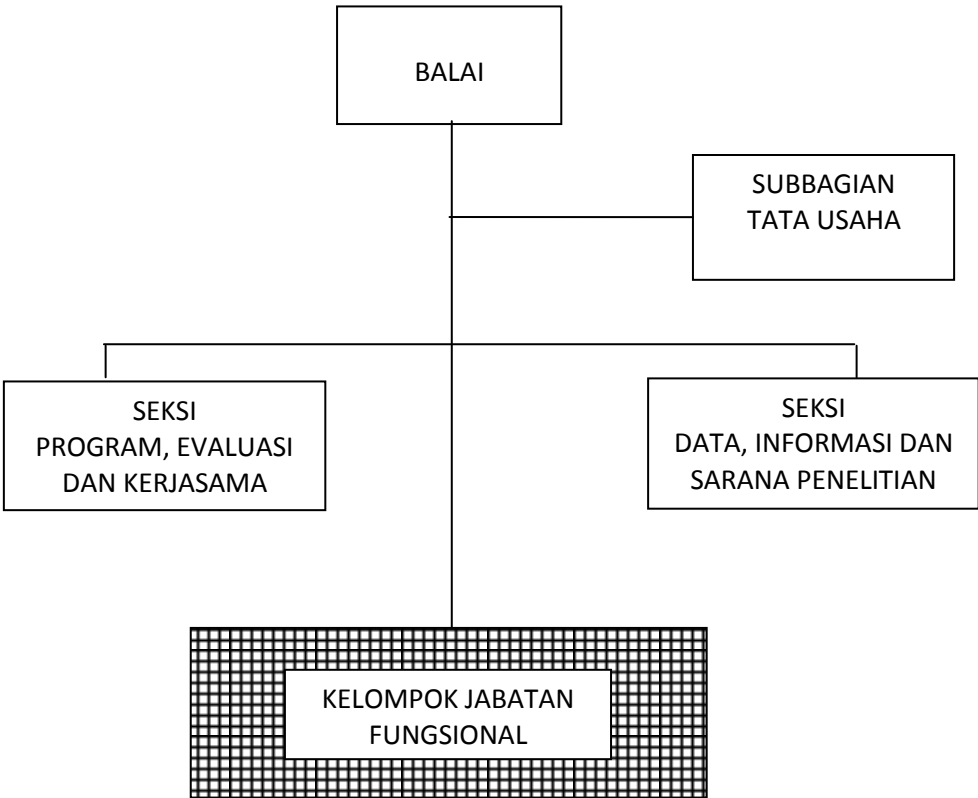 BALAI
SUBBAGIAN
TATA USAHA
SEKSI
PROGRAM, EVALUASI
DAN KERJASAMA
SEKSI
DATA, INFORMASI DAN
SARANA PENELITIAN
KELOMPOK JABATAN
FUNGSIONAL